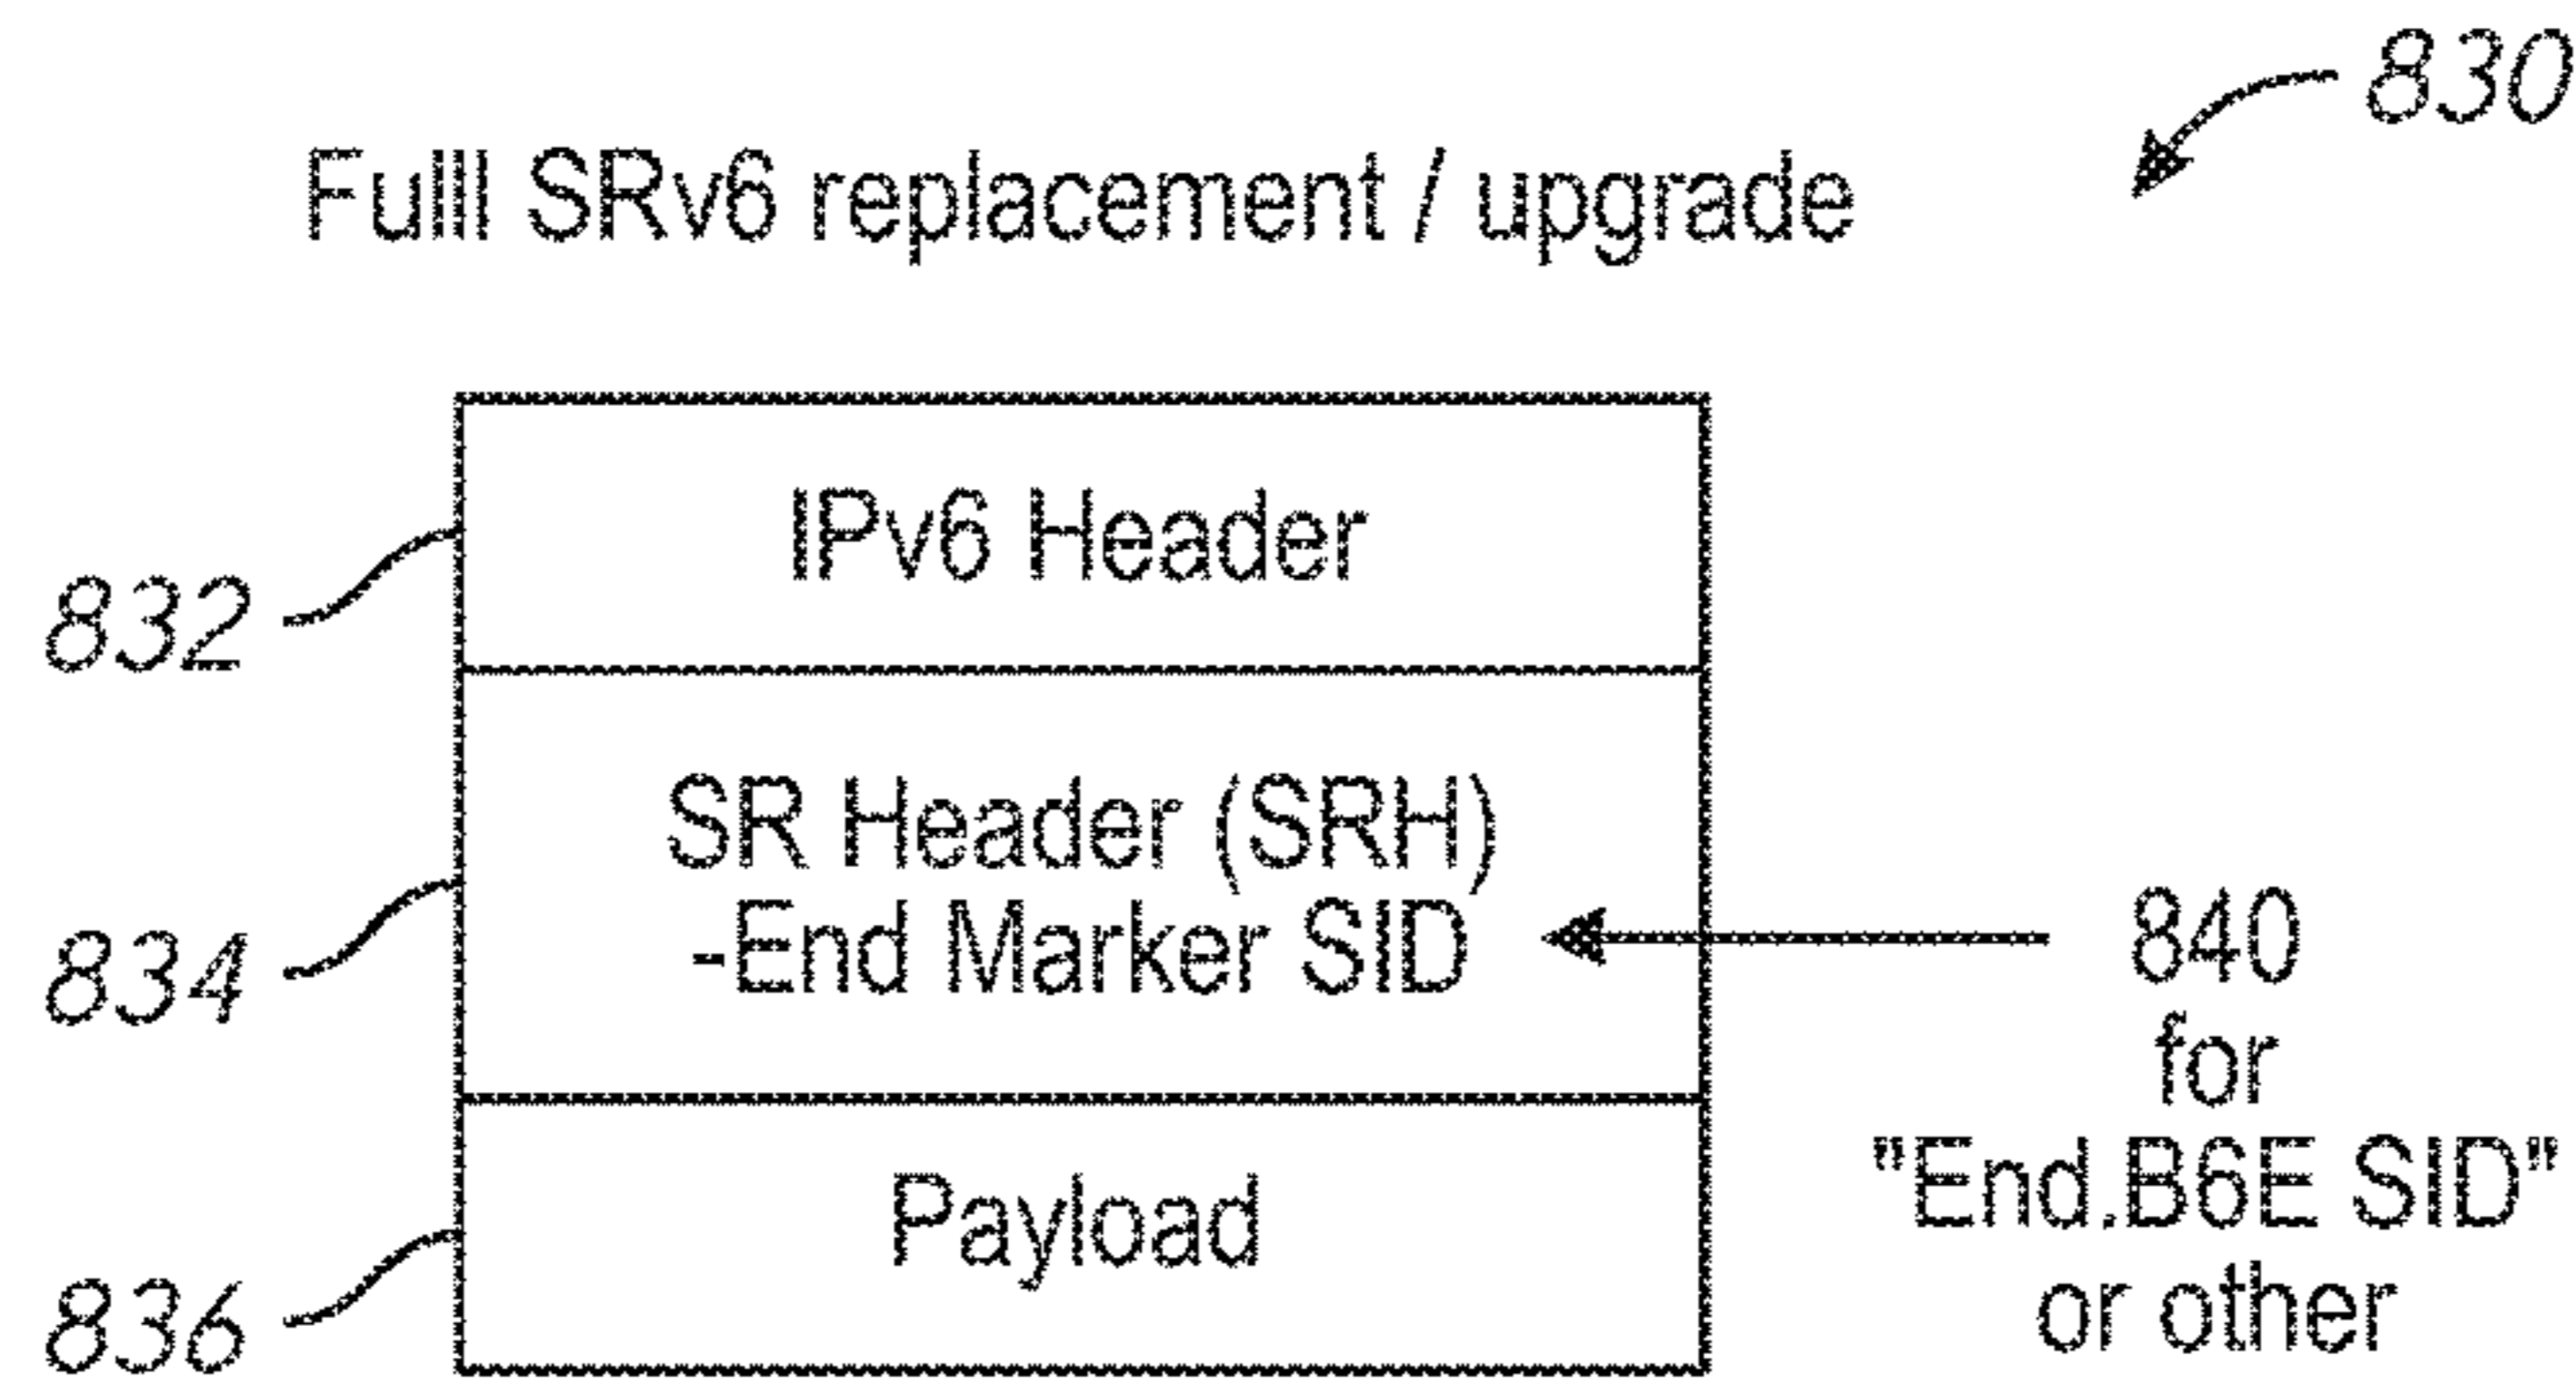 830
Fulll SRv6 replacement / upgrade
IPv6 Header
832
SR Header (SRH)
-End Marker SID
834
840
for
"End.B6E SID"
or other
Payload
836